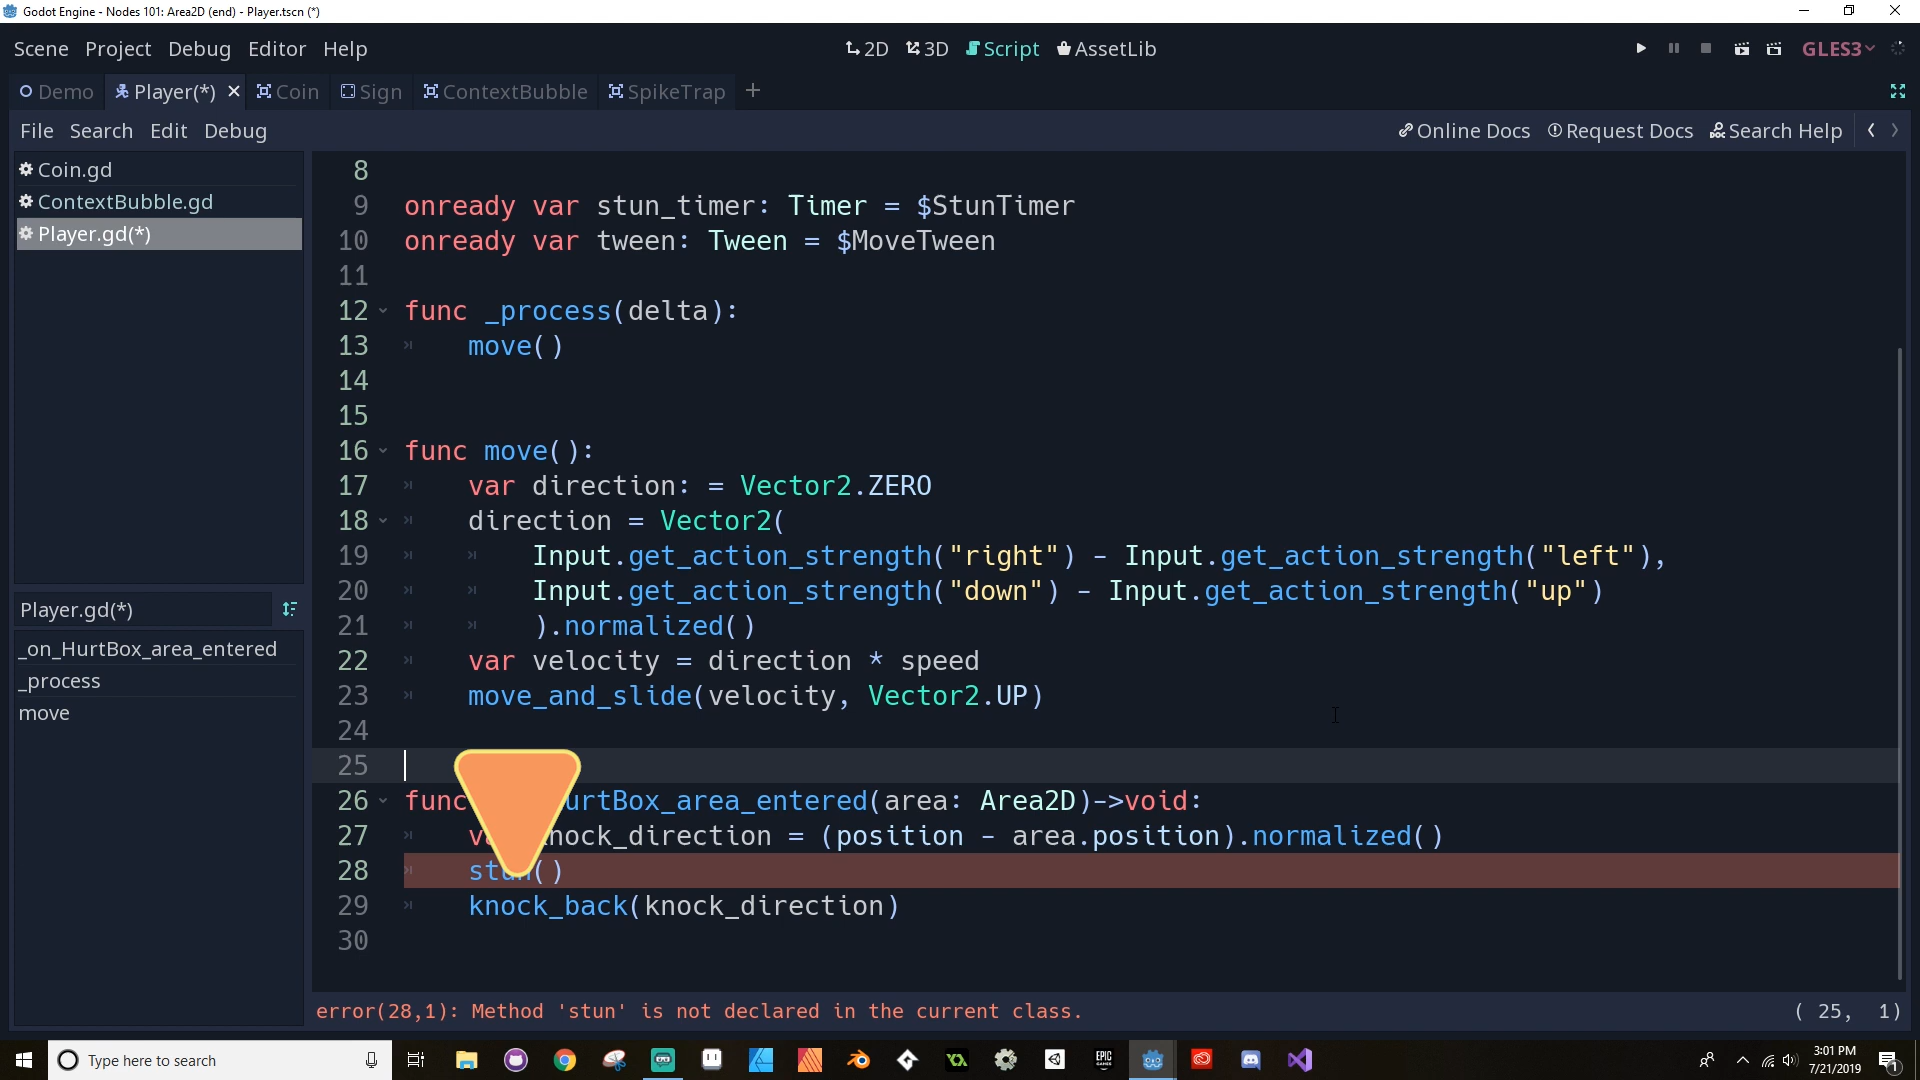 Godot Engine - Nodes 101: Area2D (end) - Player.tscn (*)
Scene Project Debug Editor Help
2D 3D Script AssetLib
GLES3
Demo Player(*) Coin Sign ContextBubble SpikeTrap
File Search Edit Debug
Online Docs Request Docs Search Help
Coin.gd
ContextBubble.gd
Player.gd(*)
Player.gd(*)
_on_HurtBox_area_entered
_process
move
8
9 onready var stun_timer: Timer = $StunTimer
10 onready var tween: Tween = $MoveTween
11
12 func _process(delta):
13 move()
14
15
16 func move():
17 var direction: = Vector2.ZERO
18 direction = Vector2(
19 Input.get_action_strength("right") - Input.get_action_strength("left"),
20 Input.get_action_strength("down") - Input.get_action_strength("up")
21 ).normalized()
22 var velocity = direction * speed
23 move_and_slide(velocity, Vector2.UP)
24
25
26 func urtBox_area_entered(area: Area2D)->void:
27 nock_direction = (position - area.position).normalized()
28 stun()
29 knock_back(knock_direction)
30
error(28,1): Method 'stun' is not declared in the current class.
( 25, 1)
Type here to search
EPIC GAMES
3:01 PM
7/21/2019
1